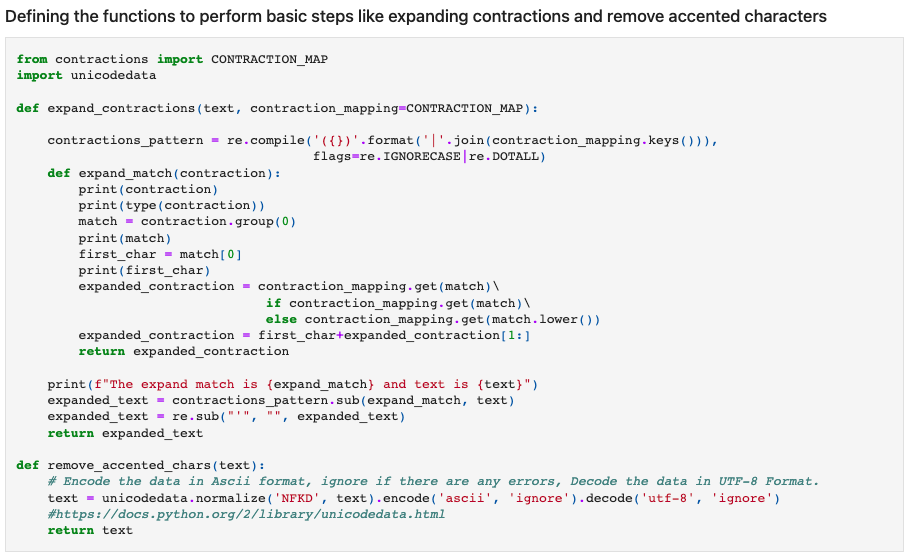 Defining the functions to perform basic steps like expanding contractions and remove accented characters
from contractions import CONTRACTION_MAP
import unicodedata
def expand_contractions(text, contraction_mapping=CONTRACTION_MAP):
    contractions_pattern = re.compile('({})'.format('|'.join(contraction_mapping.keys())),
                                      flags=re.IGNORECASE|re.DOTALL)
    def expand_match(contraction):
        print(contraction)
        print(type(contraction))
        match = contraction.group(0)
        print(match)
        first_char = match[0]
        print(first_char)
        expanded_contraction = contraction_mapping.get(match)\
                                if contraction_mapping.get(match)\
                                else contraction_mapping.get(match.lower())
        expanded_contraction = first_char+expanded_contraction[1:]
        return expanded_contraction
    print(f"The expand match is {expand_match} and text is {text}")
    expanded_text = contractions_pattern.sub(expand_match, text)
    expanded_text = re.sub("'", "", expanded_text)
    return expanded_text
def remove_accented_chars(text):
    # Encode the data in Ascii format, ignore if there are any errors, Decode the data in UTF-8 Format.
    text = unicodedata.normalize('NFKD', text).encode('ascii', 'ignore').decode('utf-8', 'ignore')
    #https://docs.python.org/2/library/unicodedata.html
    return text